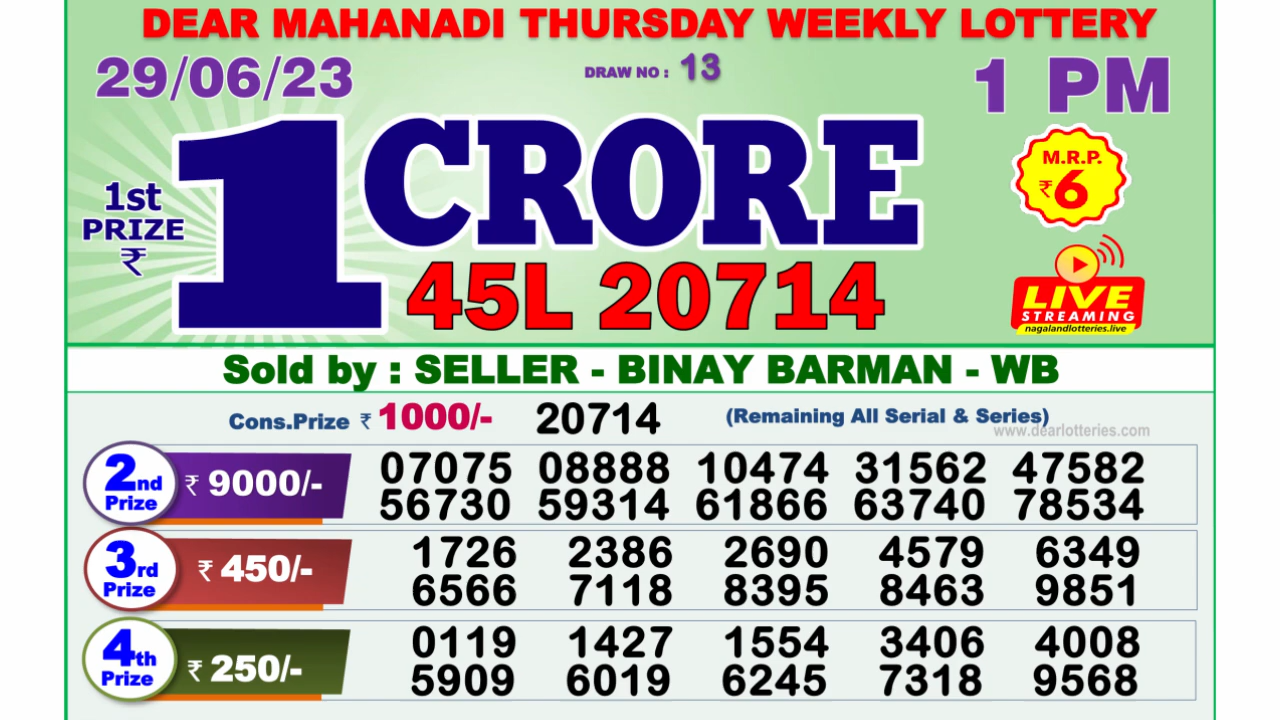 DEAR MAHANADI THURSDAY WEEKLY LOTTERY
29/06/23
DRAW NO : 13
1 PM
1st
PRIZE
₹
1 CRORE
45L 20714
M.R.P.
₹6
LIVE
STREAMING
nagalandlotteries.live
Sold by : SELLER - BINAY BARMAN - WB
Cons.Prize ₹ 1000/- 20714 (Remaining All Serial & Series)
www.dearlotteries.com
2nd
Prize
₹ 9000/-
07075 08888 10474 31562 47582
56730 59314 61866 63740 78534
3rd
Prize
₹ 450/-
1726 2386 2690 4579 6349
6566 7118 8395 8463 9851
4th
Prize
₹ 250/-
0119 1427 1554 3406 4008
5909 6019 6245 7318 9568